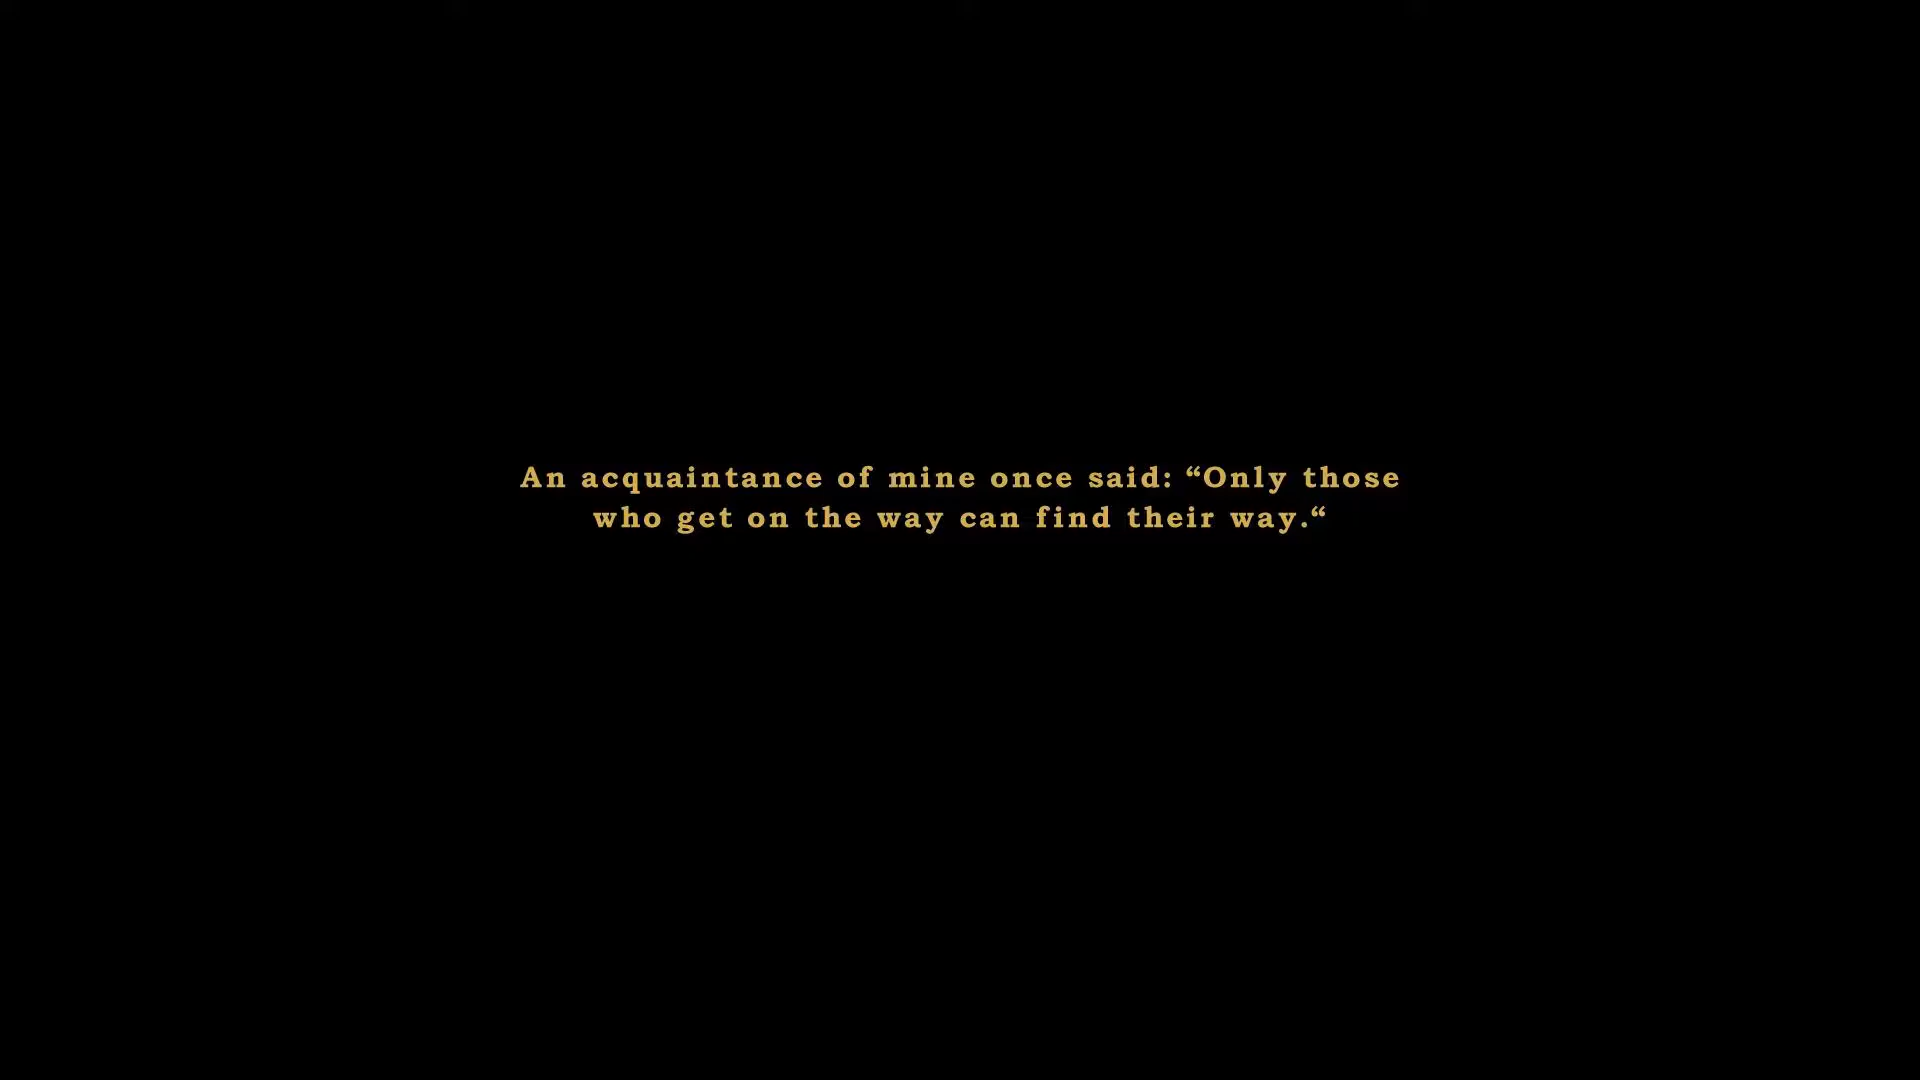 An acquaintance of mine once said: “Only those
who get on the way can find their way.“